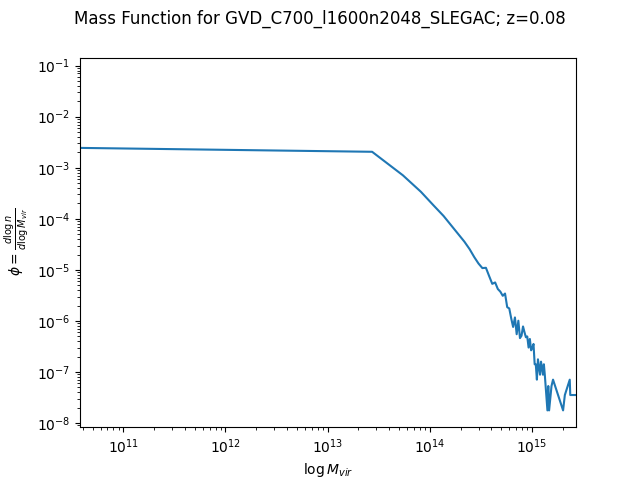 Mass Function for GVD_C700_l1600n2048_SLEGAC; z=0.08
10⁻¹
10⁻²
10⁻³
10⁻⁴
10⁻⁵
10⁻⁶
10⁻⁷
10⁻⁸
ϕ = d log n / d log M_vir
10¹¹ 10¹² 10¹³ 10¹⁴ 10¹⁵
log M_vir